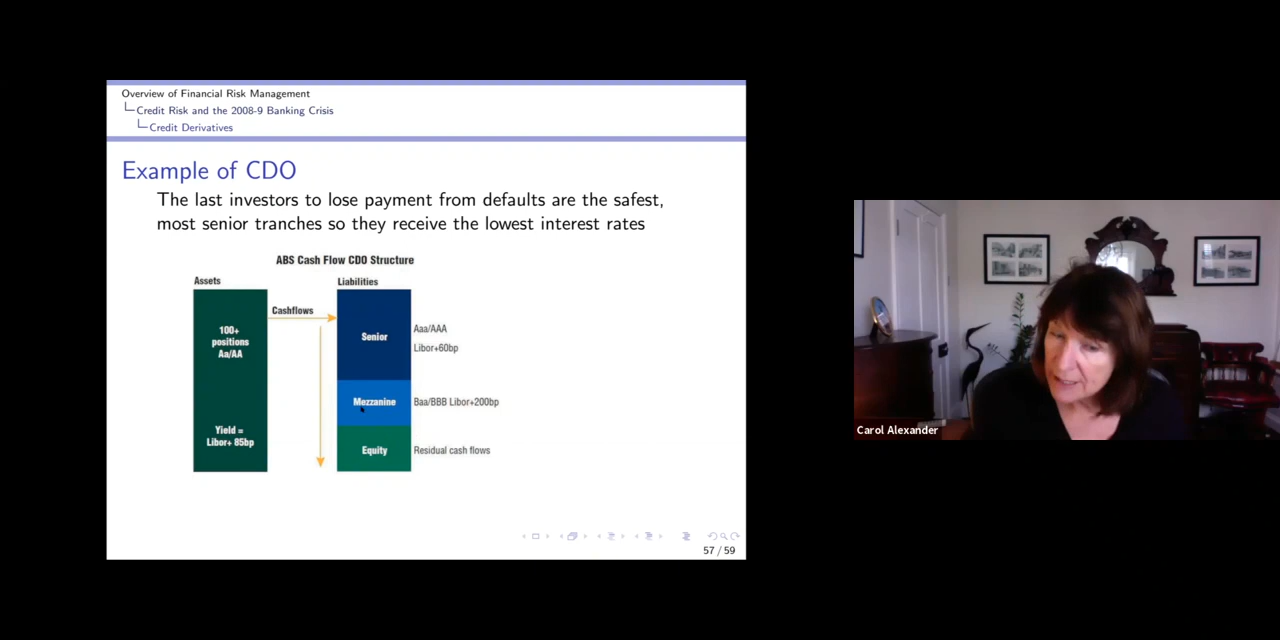 Overview of Financial Risk Management
Credit Risk and the 2008-9 Banking Crisis
Credit Derivatives
Example of CDO
The last investors to lose payment from defaults are the safest,
most senior tranches so they receive the lowest interest rates
ABS Cash Flow CDO Structure
Assets
Liabilities
Cashflows
100+
positions
Aa/AA
Yield =
Libor+ 85bp
Senior
Aaa/AAA
Libor+60bp
Mezzanine
Baa/BBB Libor+200bp
Equity
Residual cash flows
57 / 59
Carol Alexander